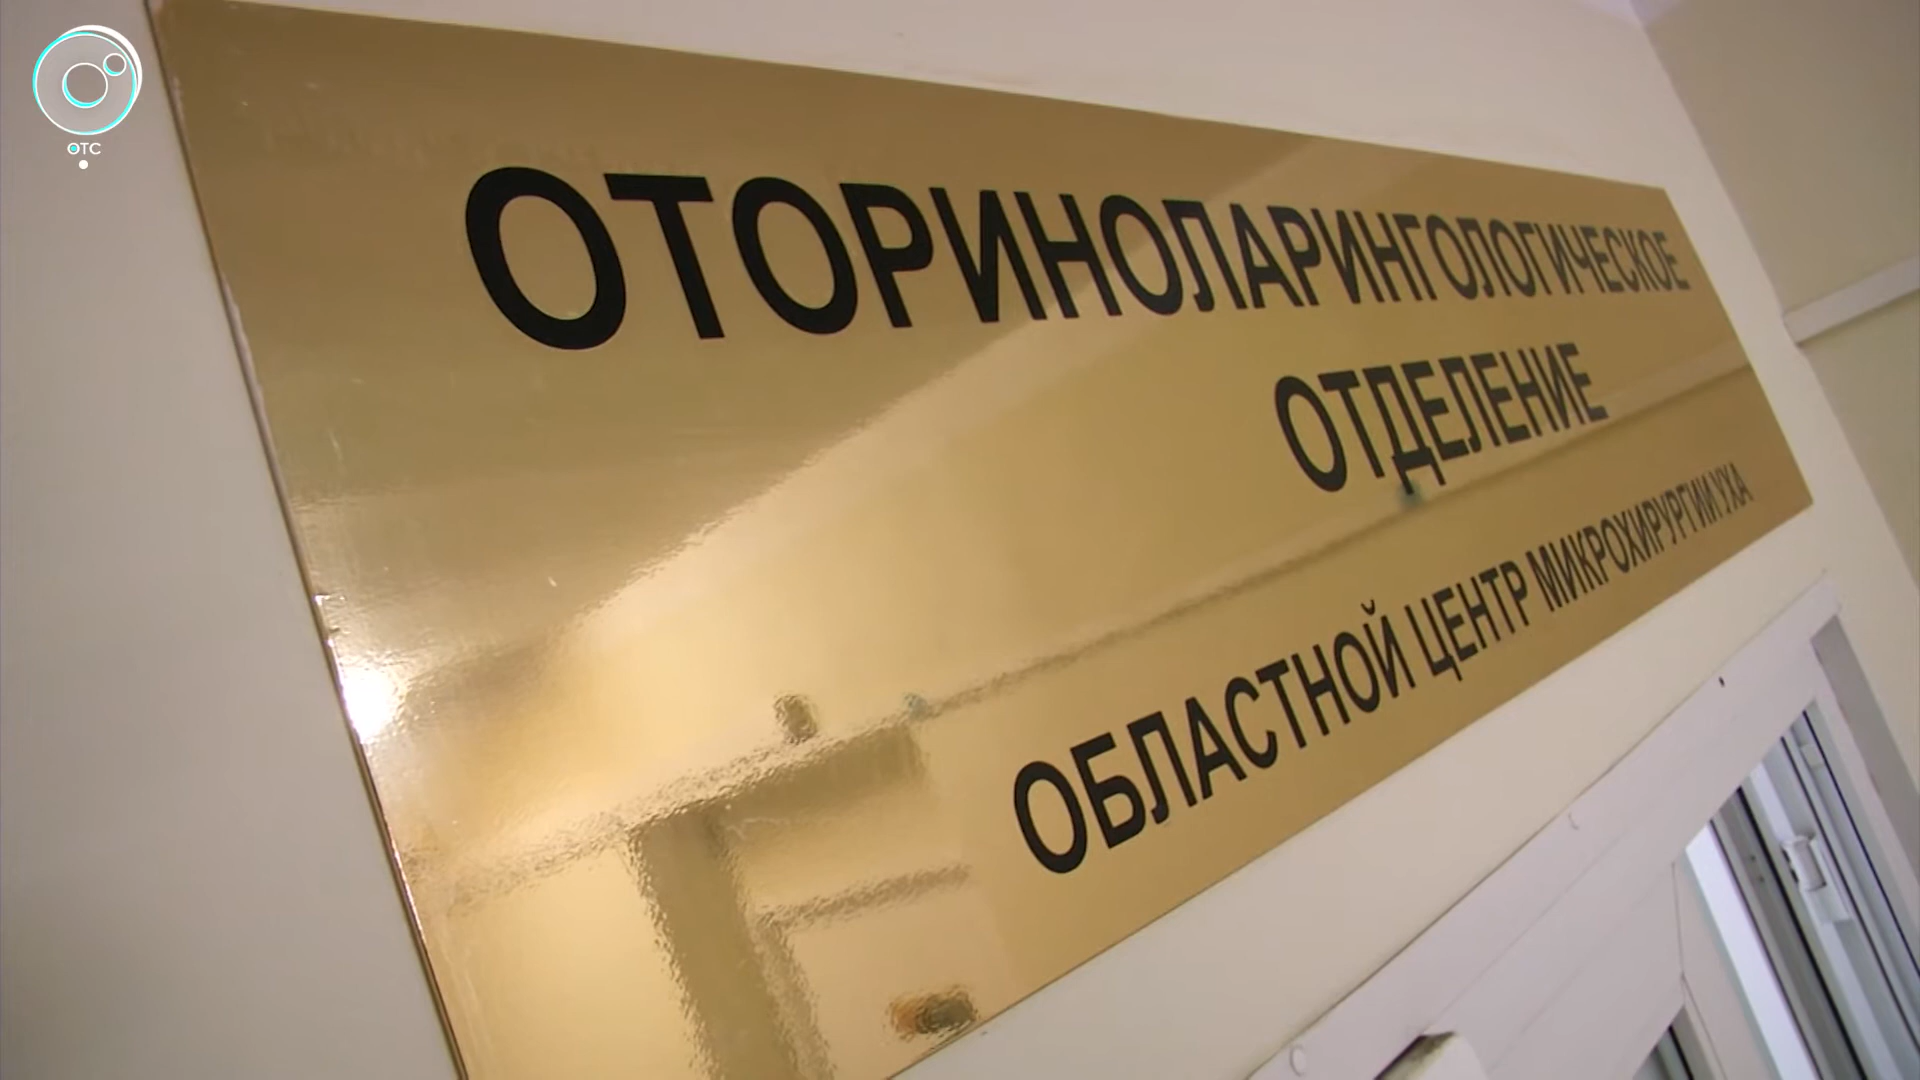 ОТС
ОТОРИНОЛАРИНГОЛОГИЧЕСКОЕ
ОТДЕЛЕНИЕ
ОБЛАСТНОЙ ЦЕНТР МИКРОХИРУРГИИ УХА